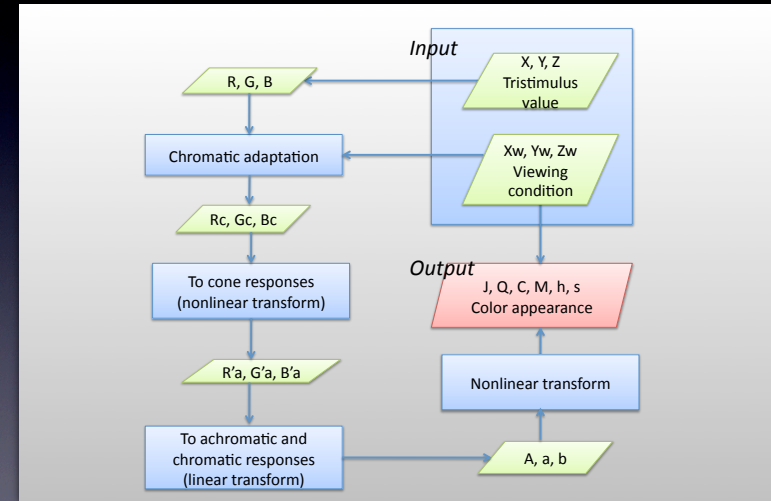 Input
X, Y, Z
Tristimulus
value
R, G, B
Chromatic adaptation
Xw, Yw, Zw
Viewing
condition
Rc, Gc, Bc
To cone responses
(nonlinear transform)
Output
J, Q, C, M, h, s
Color appearance
R'a, G'a, B'a
Nonlinear transform
To achromatic and
chromatic responses
(linear transform)
A, a, b